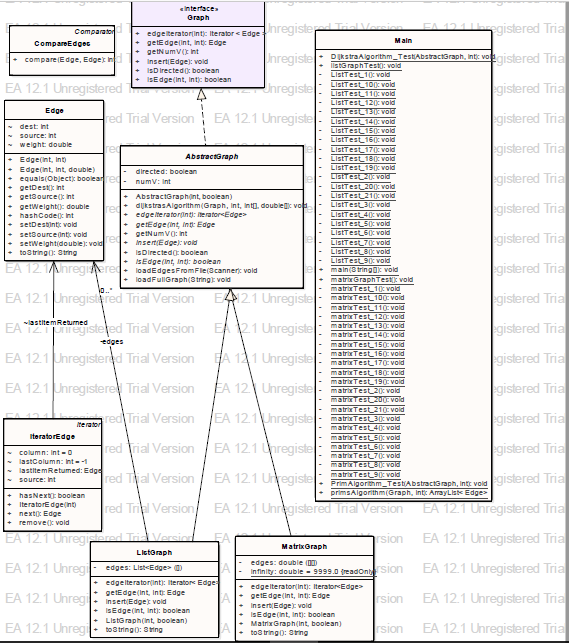 Comparator
CompareEdges
+ compare(Edge, Edge): int
«interface»
Graph
+ edgeIterator(int): Iterator < Edge >
+ getEdge(int, int): Edge
+ getNumV(): int
+ insert(Edge): void
+ isDirected(): boolean
+ isEdge(int, int): boolean
Main
+ DijkstraAlgorithm_Test(AbstractGraph, int): void
+ listGraphTest(): void
- ListTest_1(): void
- ListTest_10(): void
- ListTest_11(): void
- ListTest_12(): void
- ListTest_13(): void
- ListTest_14(): void
- ListTest_15(): void
- ListTest_16(): void
- ListTest_17(): void
- ListTest_18(): void
- ListTest_19(): void
- ListTest_2(): void
- ListTest_20(): void
- ListTest_21(): void
- ListTest_3(): void
- ListTest_4(): void
- ListTest_5(): void
- ListTest_6(): void
- ListTest_7(): void
- ListTest_8(): void
- ListTest_9(): void
+ main(String[]): void
+ matrixGraphTest(): void
- matrixTest_1(): void
- matrixTest_10(): void
- matrixTest_11(): void
- matrixTest_12(): void
- matrixTest_13(): void
- matrixTest_14(): void
- matrixTest_15(): void
- matrixTest_16(): void
- matrixTest_17(): void
- matrixTest_18(): void
- matrixTest_19(): void
- matrixTest_2(): void
- matrixTest_20(): void
- matrixTest_21(): void
- matrixTest_3(): void
- matrixTest_4(): void
- matrixTest_5(): void
- matrixTest_6(): void
- matrixTest_7(): void
- matrixTest_8(): void
- matrixTest_9(): void
+ PrimAlgorithm_Test(AbstractGraph, int): void
+ primsAlgorithm(Graph, int): ArrayList< Edge>
Edge
~ dest: int
~ source: int
~ weight: double
+ Edge(int, int)
+ Edge(int, int, double)
+ equals(Object): boolean
+ getDest(): int
+ getSource(): int
+ getWeight(): double
+ hashCode(): int
+ setDest(int): void
+ setSource(int): void
+ setWeight(double): void
+ toString(): String
AbstractGraph
- directed: boolean
- numV: int
+ AbstractGraph(int, boolean)
+ dijkstrasAlgorithm(Graph, int, int[], double[]): void
+ edgeIterator(int): Iterator<Edge>
+ getEdge(int, int): Edge
+ getNumV(): int
+ insert(Edge): void
+ isDirected(): boolean
+ isEdge(int, int): boolean
+ loadEdgesFromFile(Scanner): void
+ loadFullGraph(String): void
0..*
~lastItemReturned
-edges
Iterator
IteratorEdge
~ column: int = 0
~ lastColumn: int = -1
~ lastItemReturned: Edge
~ source: int
+ hasNext(): boolean
+ IteratorEdge(int)
+ next(): Edge
+ remove(): void
ListGraph
- edges: List<Edge> ([])
+ edgeIterator(int): Iterator< Edge>
+ getEdge(int, int): Edge
+ insert(Edge): void
+ isEdge(int, int): boolean
+ ListGraph(int, boolean)
+ toString(): String
MatrixGraph
- edges: double ([][])
- infinity: double = 9999.0 {readOnly}
+ edgeIterator(int): Iterator<Edge>
+ getEdge(int, int): Edge
+ insert(Edge): void
+ isEdge(int, int): boolean
+ MatrixGraph(int, boolean)
+ toString(): String